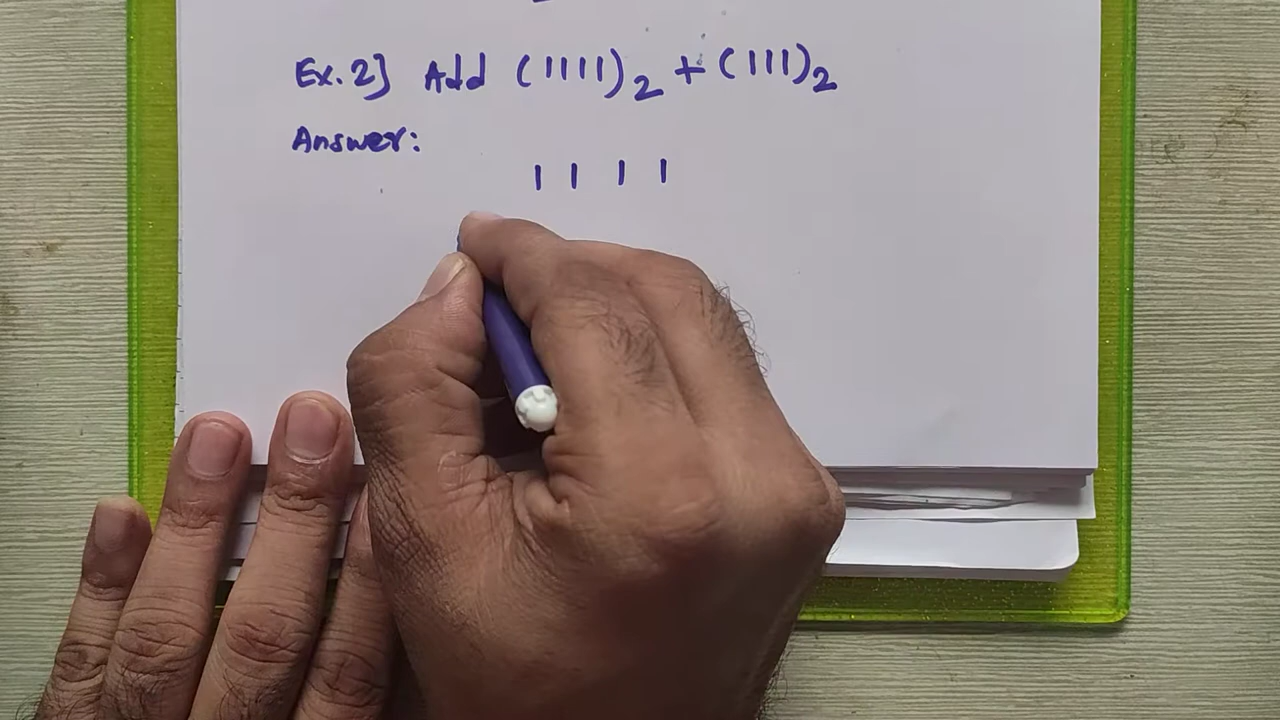 Ex. 2] Add (1111)₂ + (111)₂
Answer:
1 1 1 1